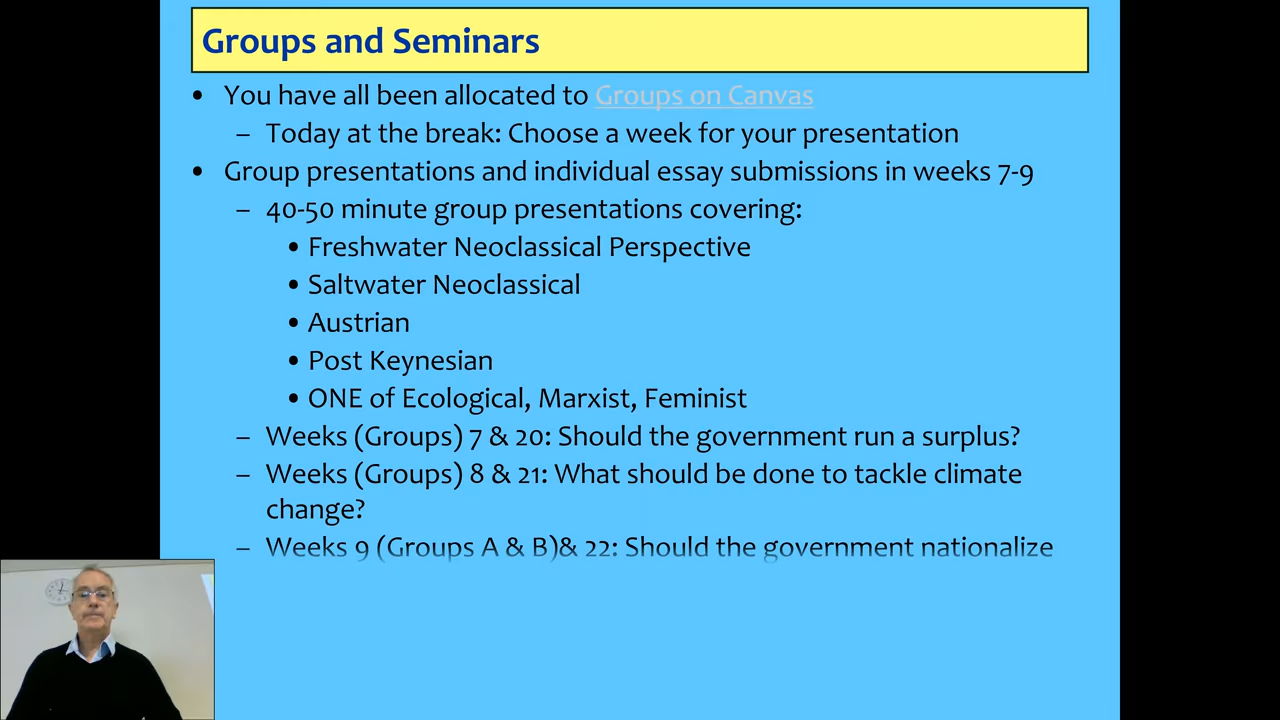 Groups and Seminars
• You have all been allocated to Groups on Canvas
– Today at the break: Choose a week for your presentation
• Group presentations and individual essay submissions in weeks 7-9
– 40-50 minute group presentations covering:
• Freshwater Neoclassical Perspective
• Saltwater Neoclassical
• Austrian
• Post Keynesian
• ONE of Ecological, Marxist, Feminist
– Weeks (Groups) 7 & 20: Should the government run a surplus?
– Weeks (Groups) 8 & 21: What should be done to tackle climate
change?
– Weeks 9 (Groups A & B)& 22: Should the government nationalize